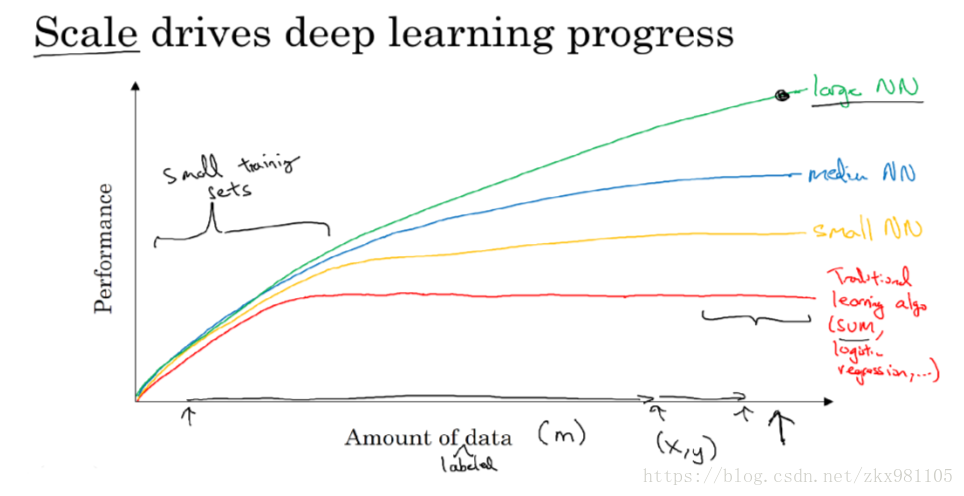 Scale drives deep learning progress
large NN
small training
sets
medium NN
small NN
Performance
Traditional
learning algo
(SVM,
logistic
regression,...)
Amount of data (m)
labeled
(x,y)
https://blog.csdn.net/zkx981105